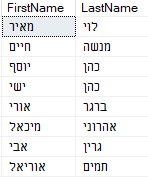 FirstName LastName
מאיר לוי
חיים מנשה
יוסף כהן
ישי כהן
אורי ברגר
מיכאל אהרוני
אבי גרין
אוריאל תמים